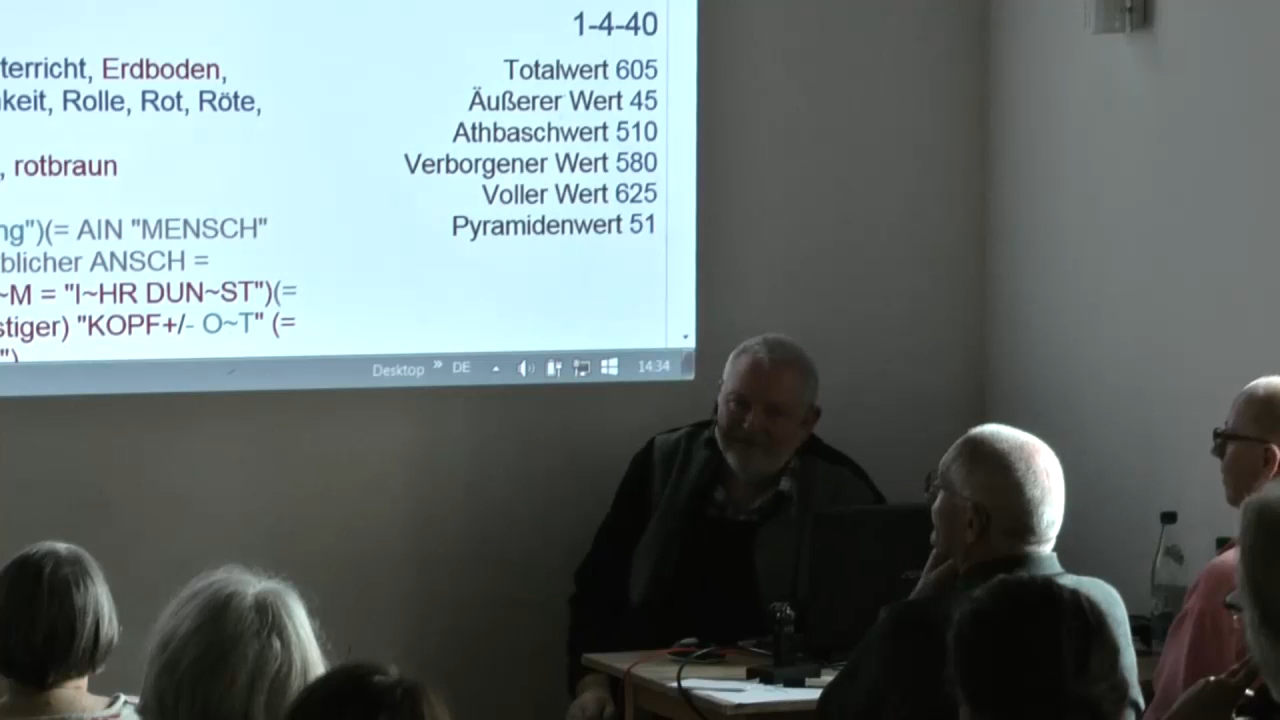 1-4-40
terricht, Erdboden,
Totalwert 605
keit, Rolle, Rot, Röte,
Äußerer Wert 45
Athbaschwert 510
, rotbraun
Verborgener Wert 580
Voller Wert 625
ng")(= AIN "MENSCH"
Pyramidenwert 51
blicher ANSCH =
~M = "I~HR DUN~ST")(=
stiger) "KOPF+/- O~T" (=
")
Desktop » DE 14:34